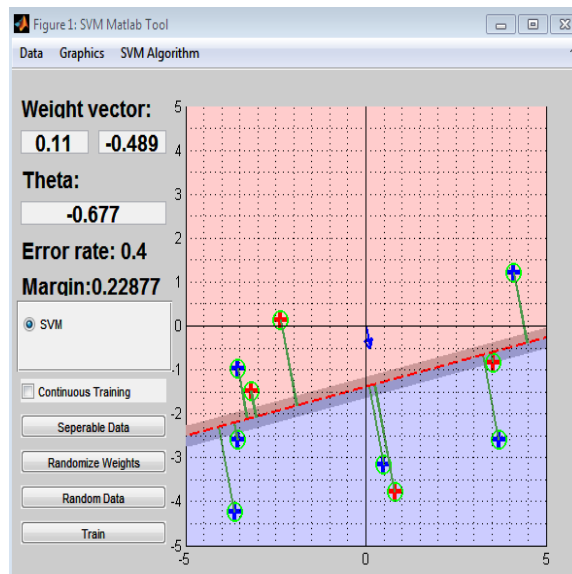 Figure 1: SVM Matlab Tool
Data Graphics SVM Algorithm
Weight vector:
0.11 -0.489
Theta:
-0.677
Error rate: 0.4
Margin:0.22877
SVM
Continuous Training
Seperable Data
Randomize Weights
Random Data
Train
5
4
3
2
1
0
-1
-2
-3
-4
-5
-5 0 5